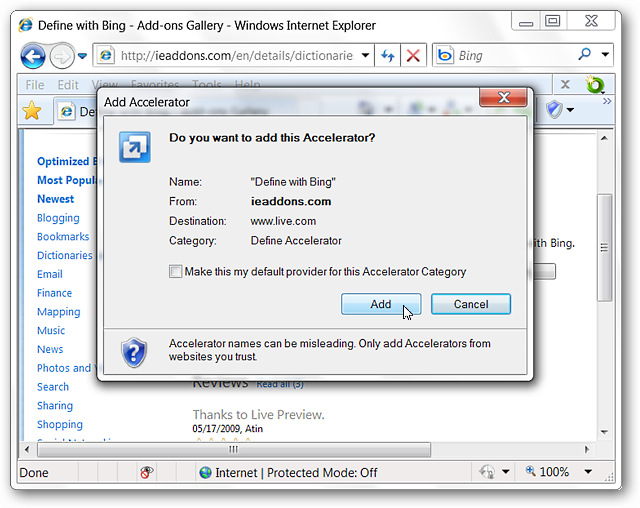 Define with Bing - Add-ons Gallery - Windows Internet Explorer
http://ieaddons.com/en/details/dictionarie
Bing
File Edit View Favorites Tools Help
Add Accelerator
Do you want to add this Accelerator?
Name: "Define with Bing"
From: ieaddons.com
Destination: www.live.com
Category: Define Accelerator
Make this my default provider for this Accelerator Category
Add Cancel
Accelerator names can be misleading. Only add Accelerators from
websites you trust.
Optimized
Most Popula
Newest
Blogging
Bookmarks
Dictionaries
Email
Finance
Mapping
Music
News
Photos and
Search
Sharing
Shopping
ith Bing.
Reviews Read all (3)
Thanks to Live Preview.
05/17/2009, Atin
Done
Internet | Protected Mode: Off
100%